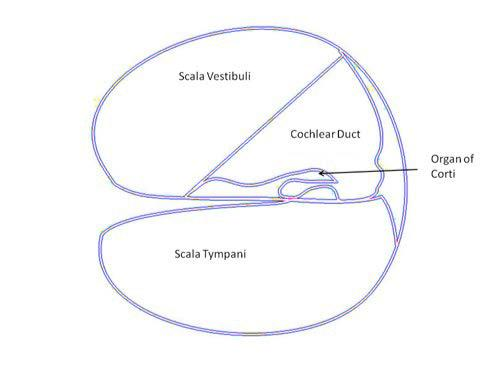 Scala Vestibuli
Cochlear Duct
Organ of
Corti
Scala Tympani